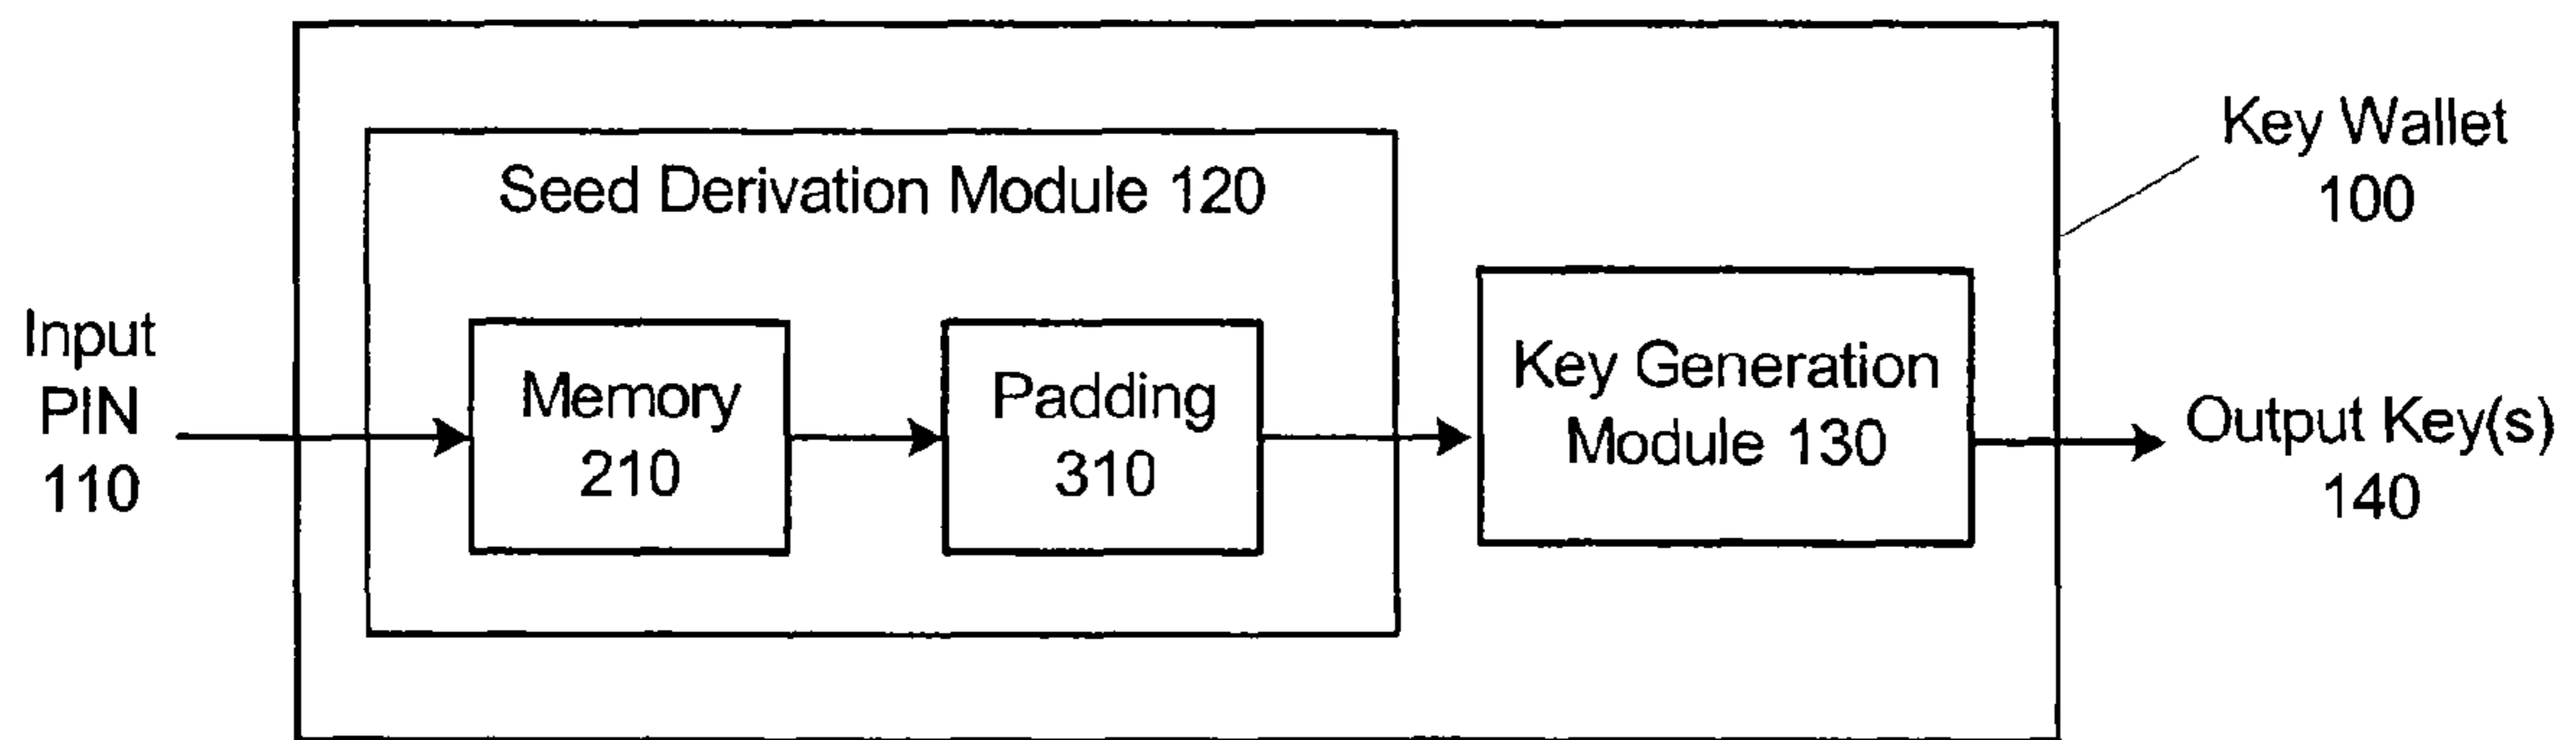 Key Wallet
100
Seed Derivation Module 120
Input
PIN
110
Memory
210
Padding
310
Key Generation
Module 130
Output Key(s)
140